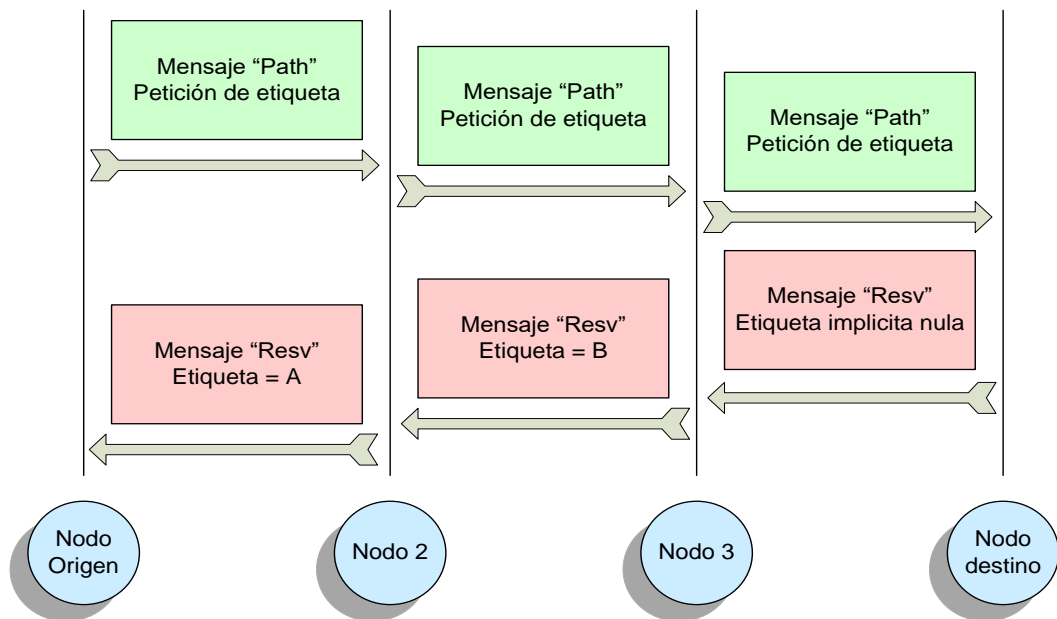 Mensaje “Path”
Petición de etiqueta
Mensaje “Path”
Petición de etiqueta
Mensaje “Path”
Petición de etiqueta
Mensaje “Resv”
Etiqueta = A
Mensaje “Resv”
Etiqueta = B
Mensaje “Resv”
Etiqueta implicita nula
Nodo
Origen
Nodo 2
Nodo 3
Nodo
destino